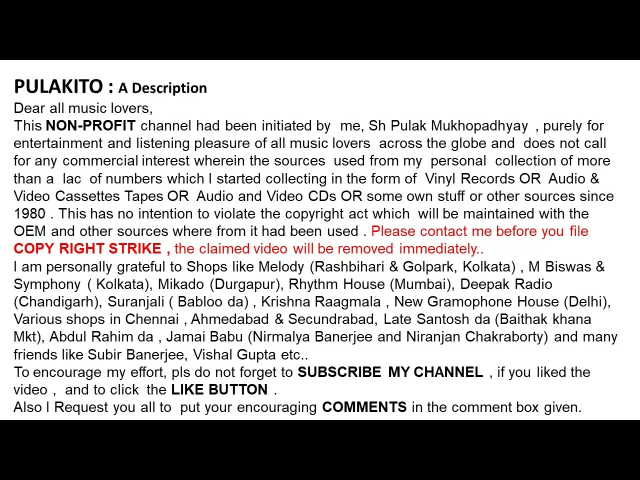 PULAKITO : A Description
Dear all music lovers,
This NON-PROFIT channel had been initiated by me, Sh Pulak Mukhopadhyay , purely for
entertainment and listening pleasure of all music lovers across the globe and does not call
for any commercial interest wherein the sources used from my personal collection of more
than a lac of numbers which I started collecting in the form of Vinyl Records OR Audio &
Video Cassettes Tapes OR Audio and Video CDs OR some own stuff or other sources since
1980 . This has no intention to violate the copyright act which will be maintained with the
OEM and other sources where from it had been used . Please contact me before you file
COPY RIGHT STRIKE , the claimed video will be removed immediately..
I am personally grateful to Shops like Melody (Rashbihari & Golpark, Kolkata) , M Biswas &
Symphony ( Kolkata), Mikado (Durgapur), Rhythm House (Mumbai), Deepak Radio
(Chandigarh), Suranjali ( Babloo da) , Krishna Raagmala , New Gramophone House (Delhi),
Various shops in Chennai , Ahmedabad & Secundrabad, Late Santosh da (Baithak khana
Mkt), Abdul Rahim da , Jamai Babu (Nirmalya Banerjee and Niranjan Chakraborty) and many
friends like Subir Banerjee, Vishal Gupta etc..
To encourage my effort, pls do not forget to SUBSCRIBE MY CHANNEL , if you liked the
video , and to click the LIKE BUTTON .
Also I Request you all to put your encouraging COMMENTS in the comment box given.